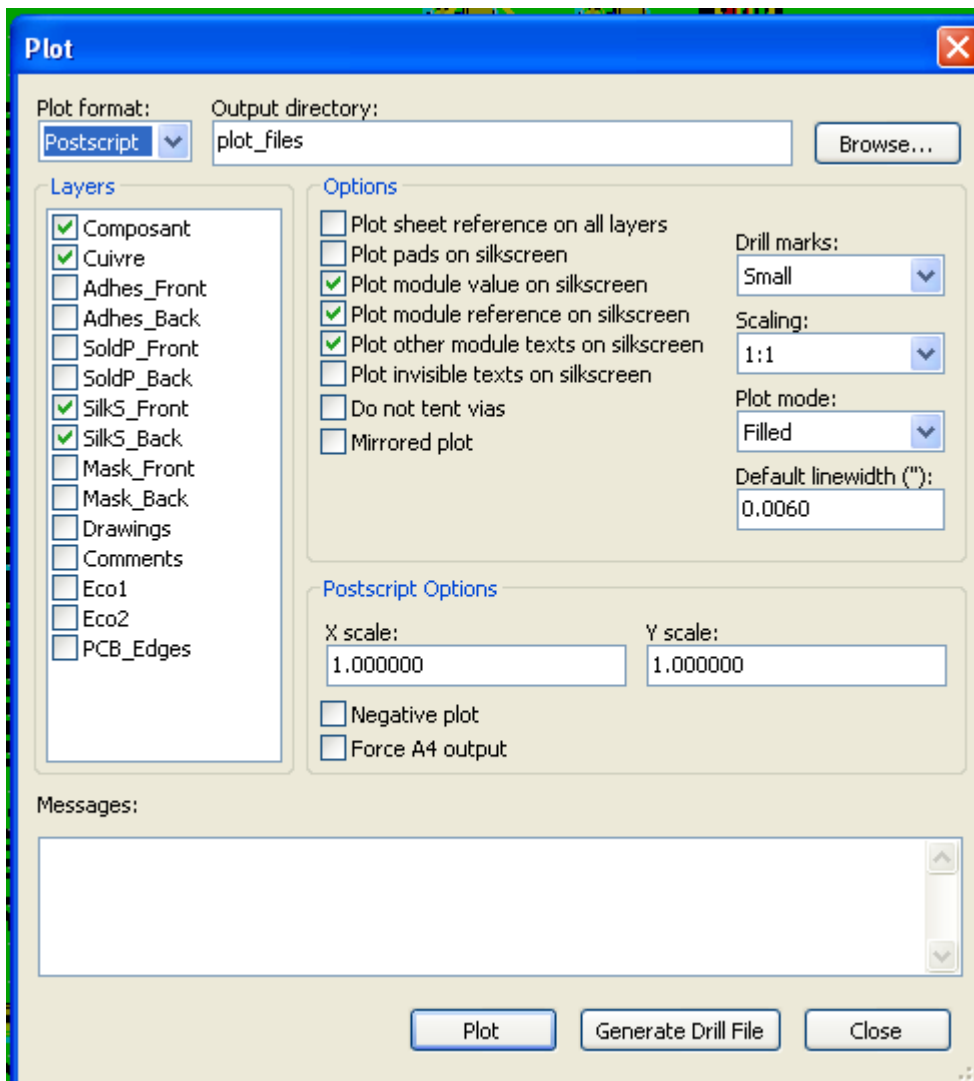 Plot
Plot format:
Output directory:
Postscript
plot_files
Browse...
Layers
Composant
Cuivre
Adhes_Front
Adhes_Back
SoldP_Front
SoldP_Back
SilkS_Front
SilkS_Back
Mask_Front
Mask_Back
Drawings
Comments
Eco1
Eco2
PCB_Edges
Options
Plot sheet reference on all layers
Plot pads on silkscreen
Plot module value on silkscreen
Plot module reference on silkscreen
Plot other module texts on silkscreen
Plot invisible texts on silkscreen
Do not tent vias
Mirrored plot
Drill marks:
Small
Scaling:
1:1
Plot mode:
Filled
Default linewidth ("):
0.0060
Postscript Options
X scale:
1.000000
Y scale:
1.000000
Negative plot
Force A4 output
Messages:
Plot
Generate Drill File
Close